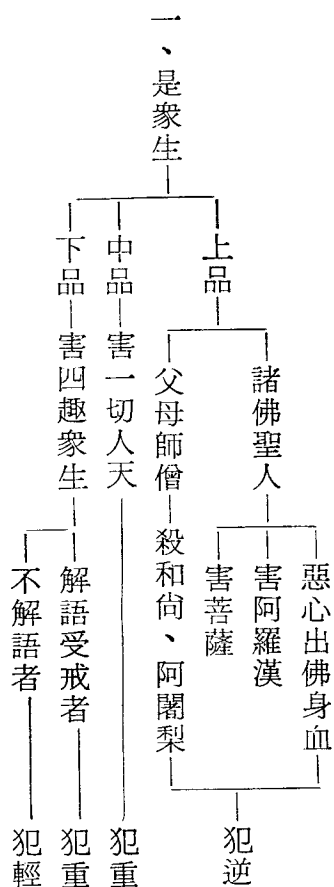 一、是衆生
上品
諸佛聖人
惡心出佛身血
害阿羅漢
害菩薩
父母師僧
殺和尚、阿闍梨
犯逆
中品
害一切人天
犯重
下品
害四趣衆生
解語受戒者
犯重
不解語者
犯輕